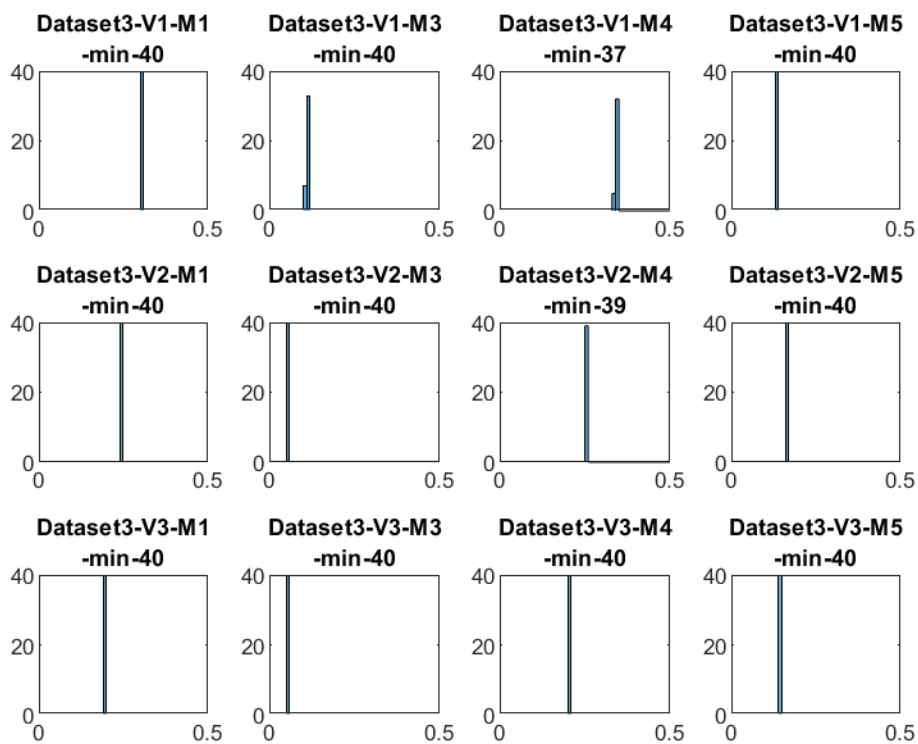 Dataset3-V1-M1
-min-40
Dataset3-V1-M3
-min-40
Dataset3-V1-M4
-min-37
Dataset3-V1-M5
-min-40
40
20
0
0
0.5
40
20
0
0
0.5
40
20
0
0
0.5
40
20
0
0
0.5
Dataset3-V2-M1
-min-40
Dataset3-V2-M3
-min-40
Dataset3-V2-M4
-min-39
Dataset3-V2-M5
-min-40
40
20
0
0
0.5
40
20
0
0
0.5
40
20
0
0
0.5
40
20
0
0
0.5
Dataset3-V3-M1
-min-40
Dataset3-V3-M3
-min-40
Dataset3-V3-M4
-min-40
Dataset3-V3-M5
-min-40
40
20
0
0
0.5
40
20
0
0
0.5
40
20
0
0
0.5
40
20
0
0
0.5